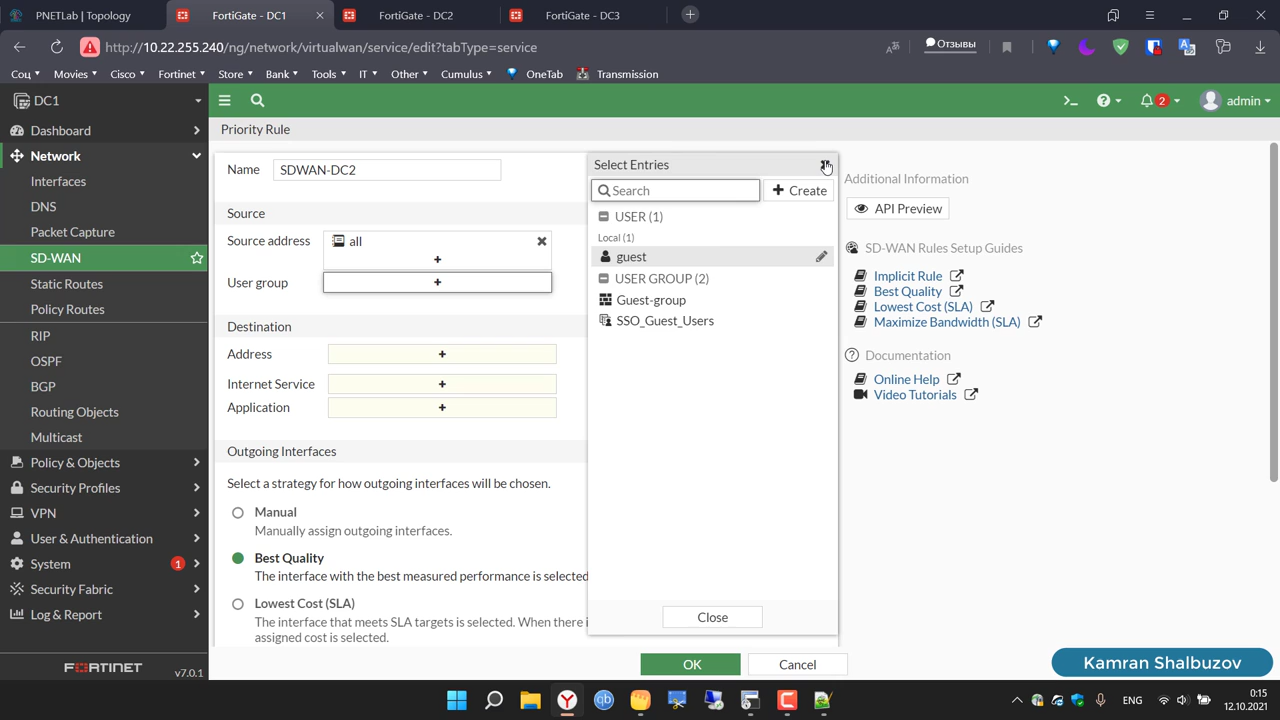 PNETLab | Topology
FortiGate - DC1
FortiGate - DC2
FortiGate - DC3
http://10.22.255.240/ng/network/virtualwan/service/edit?tabType=service
Отзывы
Соц
Movies
Cisco
Fortinet
Store
Bank
Tools
IT
Other
Cumulus
OneTab
Transmission
DC1
2
admin
Dashboard
Network
Interfaces
DNS
Packet Capture
SD-WAN
Static Routes
Policy Routes
RIP
OSPF
BGP
Routing Objects
Multicast
Policy & Objects
Security Profiles
VPN
User & Authentication
System 1
Security Fabric
Log & Report
FORTINET
v7.0.1
Priority Rule
Name SDWAN-DC2
Source
Source address all
User group
Destination
Address
Internet Service
Application
Outgoing Interfaces
Select a strategy for how outgoing interfaces will be chosen.
Manual
Manually assign outgoing interfaces.
Best Quality
The interface with the best measured performance is selected
Lowest Cost (SLA)
The interface that meets SLA targets is selected. When there i
assigned cost is selected.
Select Entries
Search
Create
USER (1)
Local (1)
guest
USER GROUP (2)
Guest-group
SSO_Guest_Users
Close
OK
Cancel
Additional Information
API Preview
SD-WAN Rules Setup Guides
Implicit Rule
Best Quality
Lowest Cost (SLA)
Maximize Bandwidth (SLA)
Documentation
Online Help
Video Tutorials
Kamran Shalbuzov
qb
ENG
0:15
12.10.2021